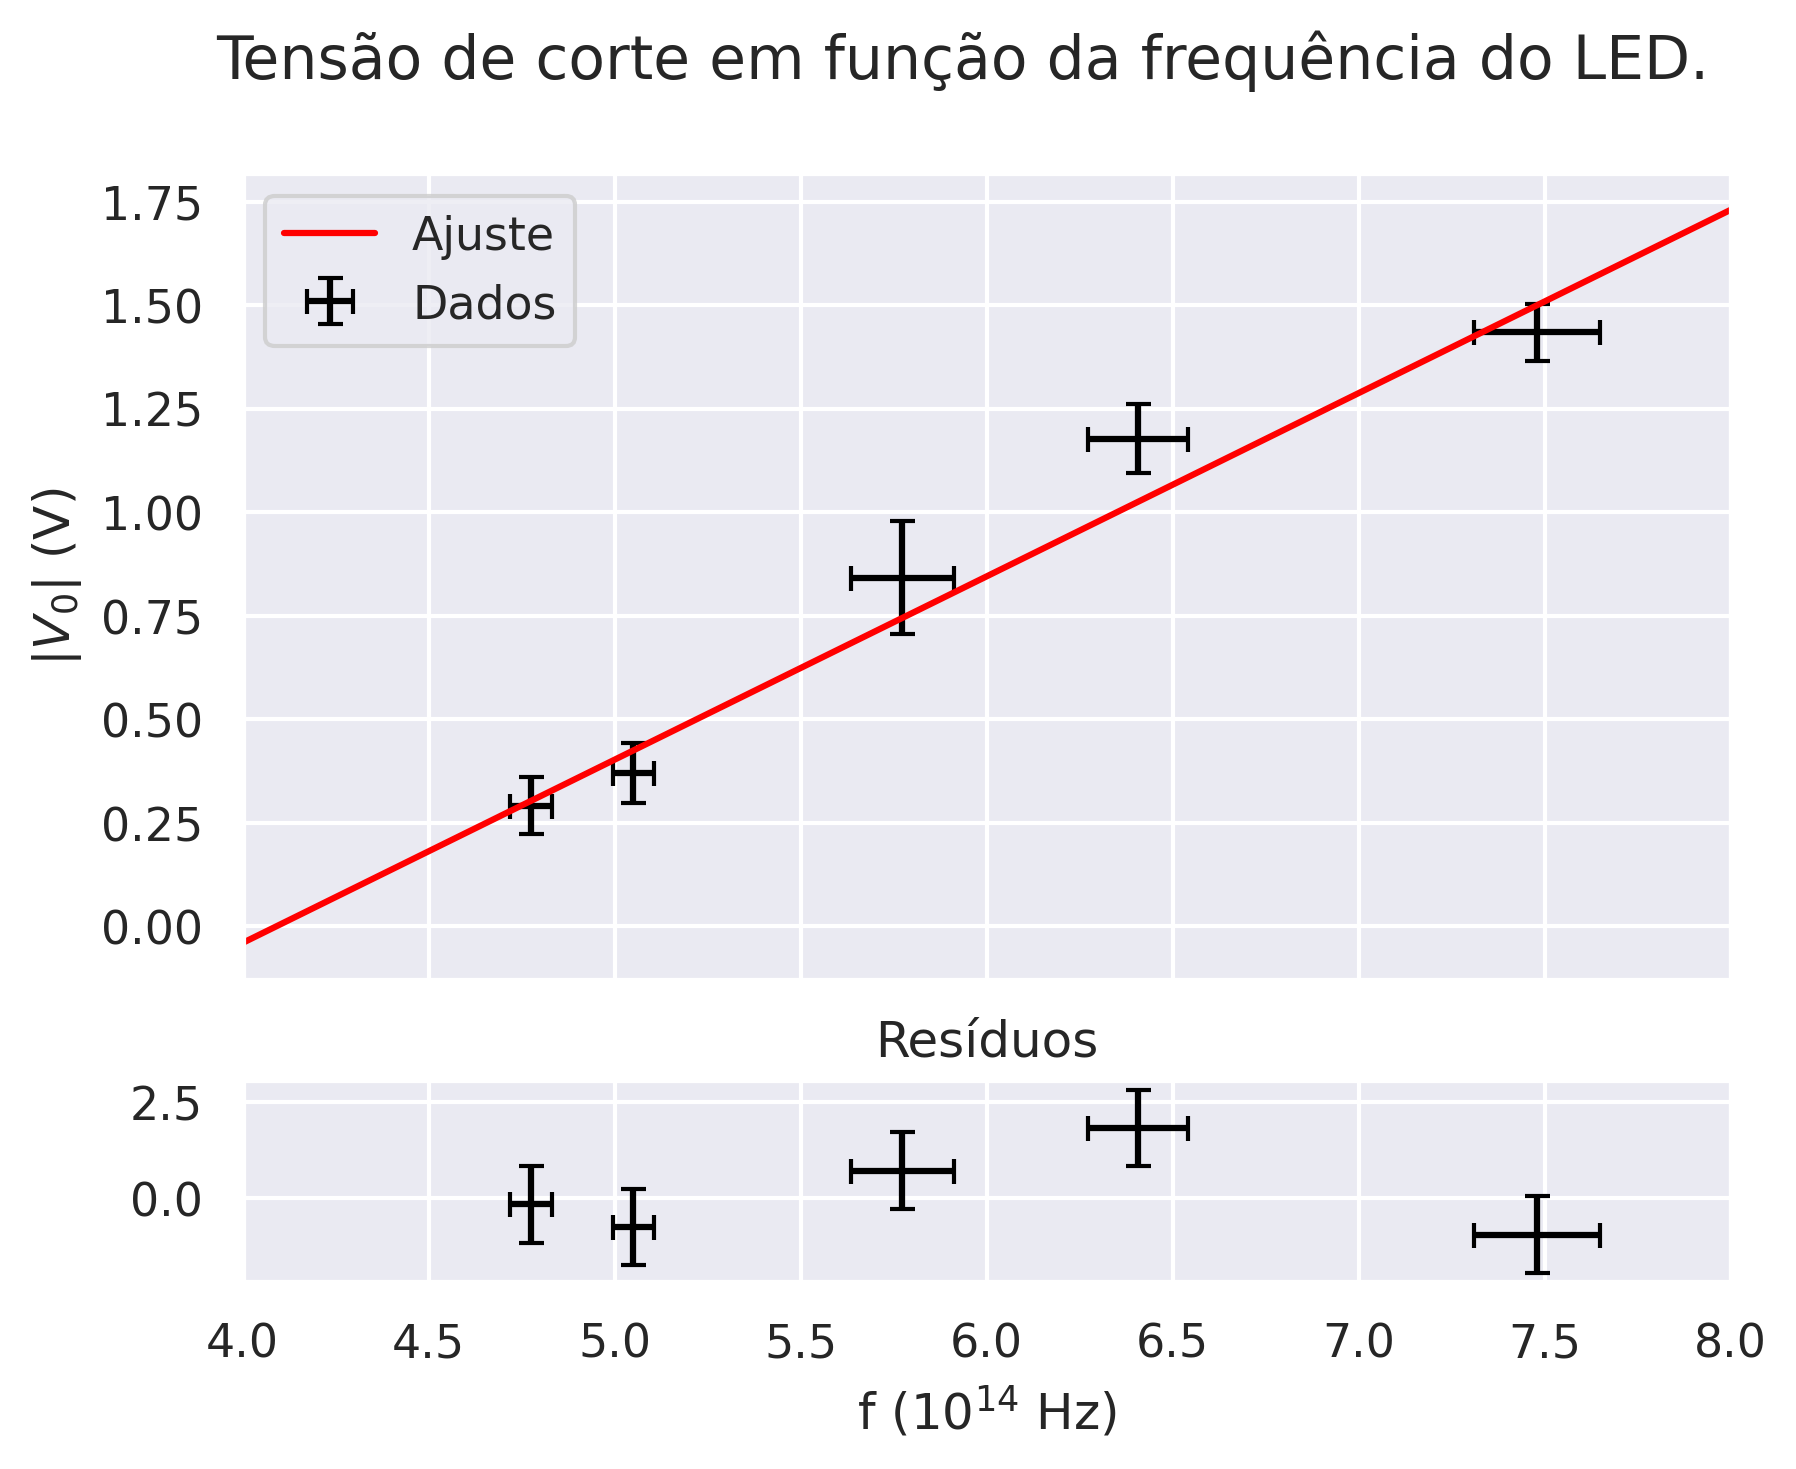 Tensão de corte em função da frequência do LED.
Ajuste
Dados
|V₀| (V)
1.75
1.50
1.25
1.00
0.75
0.50
0.25
0.00
Resíduos
2.5
0.0
4.0 4.5 5.0 5.5 6.0 6.5 7.0 7.5 8.0
f (10¹⁴ Hz)